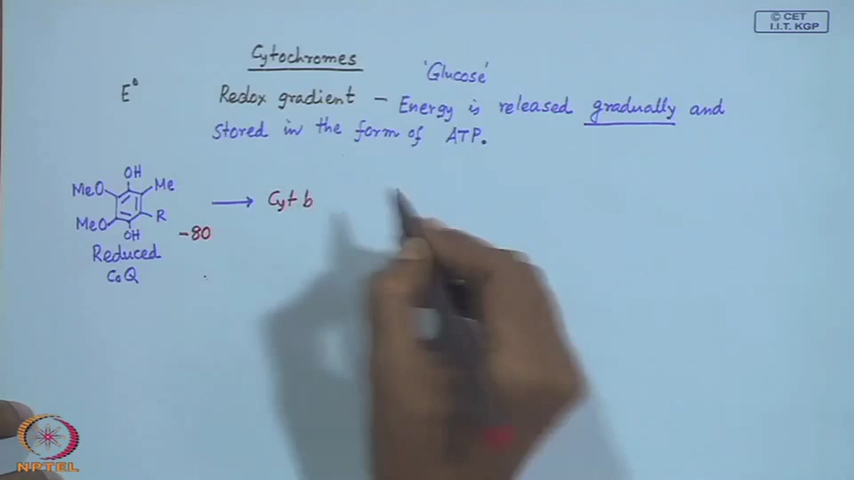 © CET
I.I.T. KGP
Cytochromes
'Glucose'
E°
Redox gradient – Energy is released gradually and
stored in the form of ATP.
OH
MeO
Me
MeO
R
OH
Reduced
CoQ
-80
→ Cyt b
NPTEL